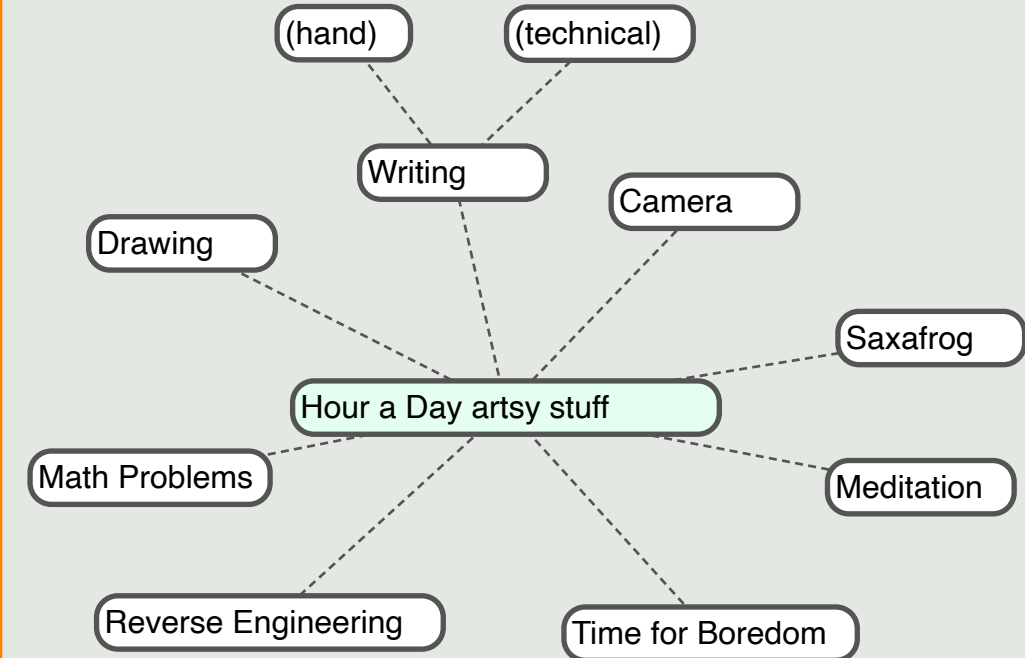 (hand)
(technical)
Writing
Camera
Drawing
Saxafrog
Hour a Day artsy stuff
Math Problems
Meditation
Reverse Engineering
Time for Boredom